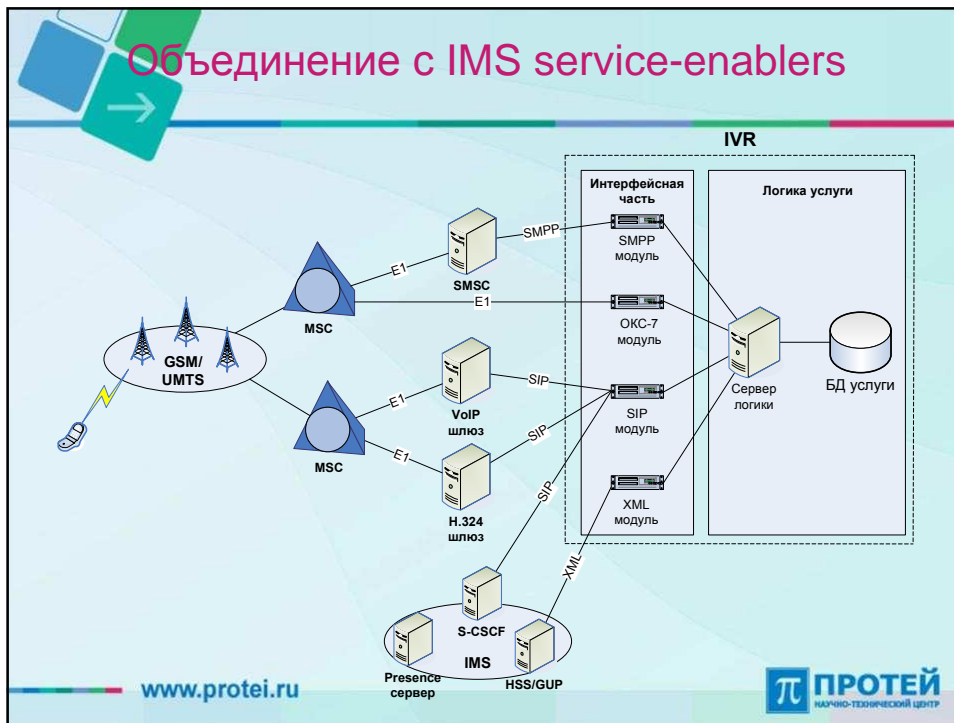 Объединение с IMS service-enablers
IVR
Интерфейсная
часть
Логика услуги
SMPP
SMPP
модуль
E1
SMSC
E1
MSC
ОКС-7
модуль
GSM/
UMTS
Сервер
логики
БД услуги
SIP
E1
VoIP
шлюз
SIP
модуль
MSC
SIP
E1
H.324
шлюз
SIP
XML
модуль
XML
S-CSCF
IMS
Presence
сервер
HSS/GUP
www.protei.ru
π ПРОТЕЙ
НАУЧНО-ТЕХНИЧЕСКИЙ ЦЕНТР